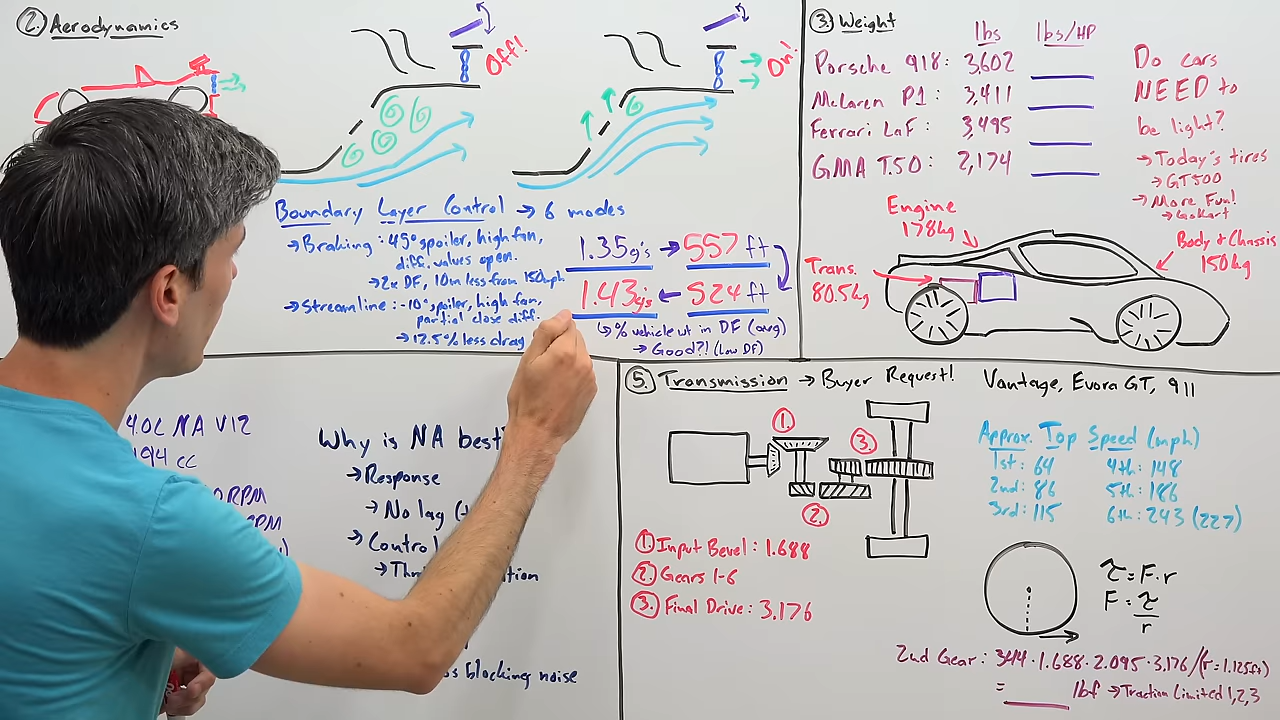 2. Aerodynamics
Off!
On!
Boundary Layer Control → 6 modes
→ Braking: 45° spoiler, high fan,
diff. valves open.
→ 2x DF, 10m less from 150mph
→ Streamline: -10° spoiler, high fan,
partial close diff.
→ 12.5% less drag
1.35g's → 557 ft
1.43g's ← 524 ft
↳ % vehicle wt in DF (avg)
→ Good?! (Low DF)
3. Weight
lbs lbs/HP
Porsche 918: 3,602
McLaren P1: 3,411
Ferrari LaF: 3,495
GMA T.50: 2,174
Do cars
NEED to
be light?
→ Today's tires
→ GT500
→ More Fun!
→ GoKart
Engine
178kg
Trans.
80.5kg
Body & Chassis
150kg
4.0L NA V12
cc
RPM
Why is NA best
→ Response
→ No lag
→ Control
blocking noise
5. Transmission → Buyer Request! Vantage, Evora GT, 911
1.
2.
3.
1. Input Bevel: 1.688
2. Gears 1-6
3. Final Drive: 3.176
Approx. Top Speed (mph)
1st: 64 4th: 148
2nd: 86 5th: 186
3rd: 115 6th: 243 (227)
τ = F·r
F = τ
r
2nd Gear: 344·1.688·2.095·3.176/(r=1.125ft)
= lbf → Traction Limited 1,2,3